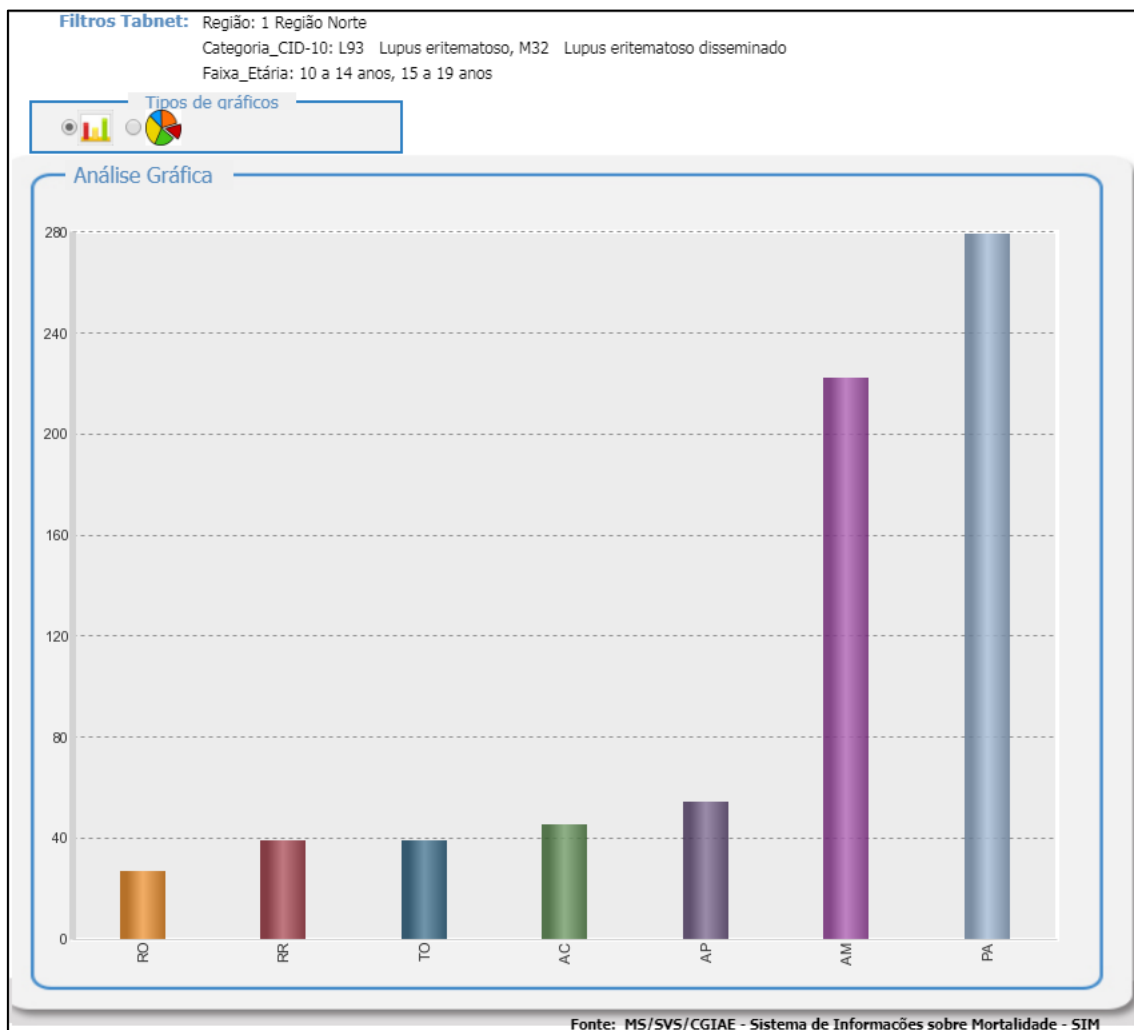 Filtros Tabnet: Região: 1 Região Norte
Categoria_CID-10: L93 Lupus eritematoso, M32 Lupus eritematoso disseminado
Faixa_Etária: 10 a 14 anos, 15 a 19 anos
Tipos de gráficos
Análise Gráfica
280
240
200
160
120
80
40
0
RO RR TO AC AP AM PA
Fonte: MS/SVS/CGIAE - Sistema de Informações sobre Mortalidade - SIM